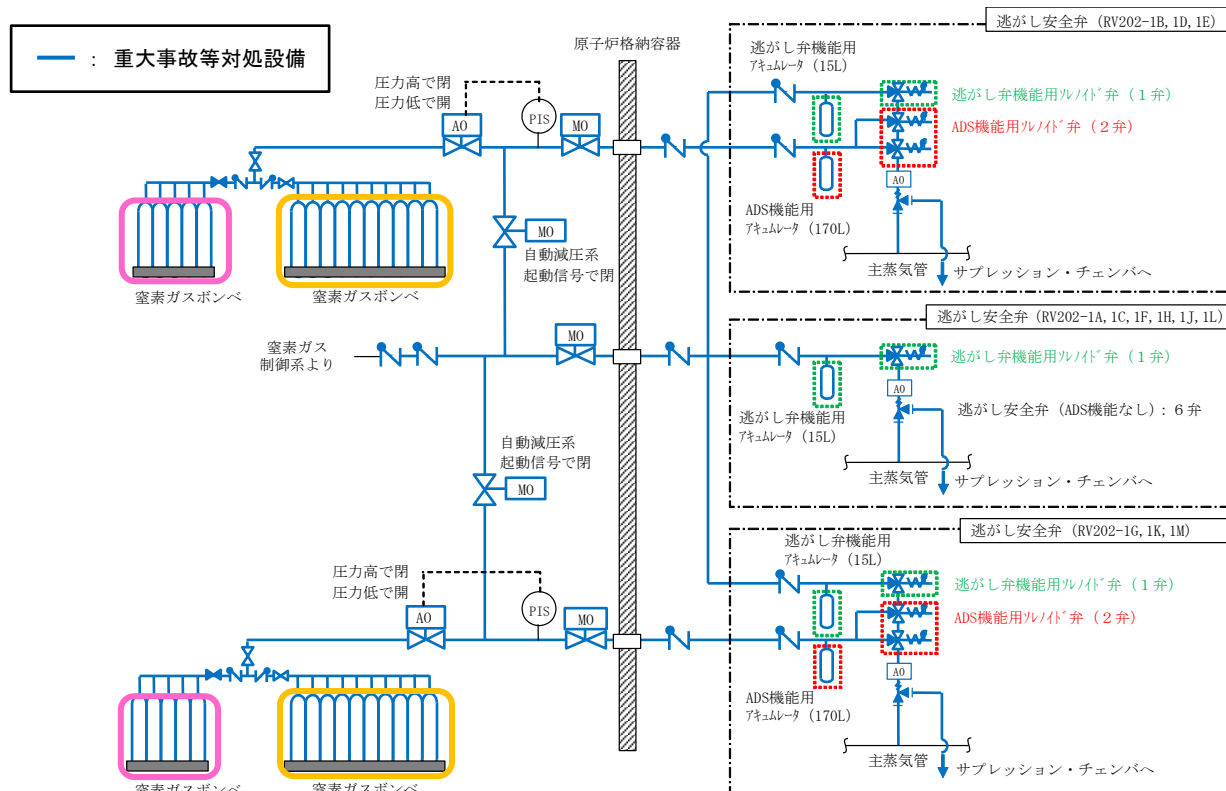 ― : 重大事故等対処設備
原子炉格納容器
圧力高で閉
圧力低で開
AO
PIS
MO
窒素ガスボンベ
窒素ガスボンベ
MO
自動減圧系
起動信号で閉
逃がし安全弁 (RV202-1B, 1D, 1E)
逃がし弁機能用
アキュムレータ (15L)
逃がし弁機能用ソレノイド弁 (1弁)
ADS機能用ソレノイド弁 (2弁)
ADS機能用
アキュムレータ (170L)
AO
主蒸気管
サプレッション・チェンバへ
窒素ガス
制御系より
MO
逃がし安全弁 (RV202-1A, 1C, 1F, 1H, 1J, 1L)
逃がし弁機能用ソレノイド弁 (1弁)
逃がし弁機能用
アキュムレータ (15L)
AO
逃がし安全弁 (ADS機能なし) : 6弁
主蒸気管
サプレッション・チェンバへ
自動減圧系
起動信号で閉
MO
圧力高で閉
圧力低で開
AO
PIS
MO
窒素ガスボンベ
窒素ガスボンベ
逃がし安全弁 (RV202-1G, 1K, 1M)
逃がし弁機能用
アキュムレータ (15L)
逃がし弁機能用ソレノイド弁 (1弁)
ADS機能用ソレノイド弁 (2弁)
ADS機能用
アキュムレータ (170L)
AO
主蒸気管
サプレッション・チェンバへ